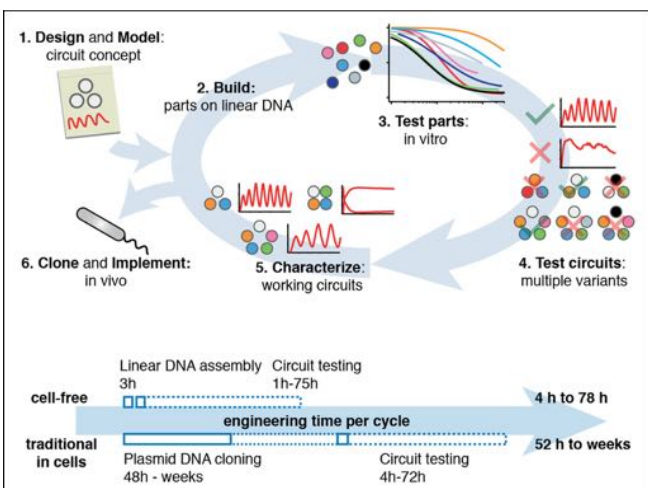 1. Design and Model:
circuit concept
2. Build:
parts on linear DNA
3. Test parts:
in vitro
4. Test circuits:
multiple variants
5. Characterize:
working circuits
6. Clone and Implement:
in vivo
Linear DNA assembly
3h
Circuit testing
1h-75h
cell-free
4 h to 78 h
engineering time per cycle
traditional
in cells
52 h to weeks
Plasmid DNA cloning
48h - weeks
Circuit testing
4h-72h